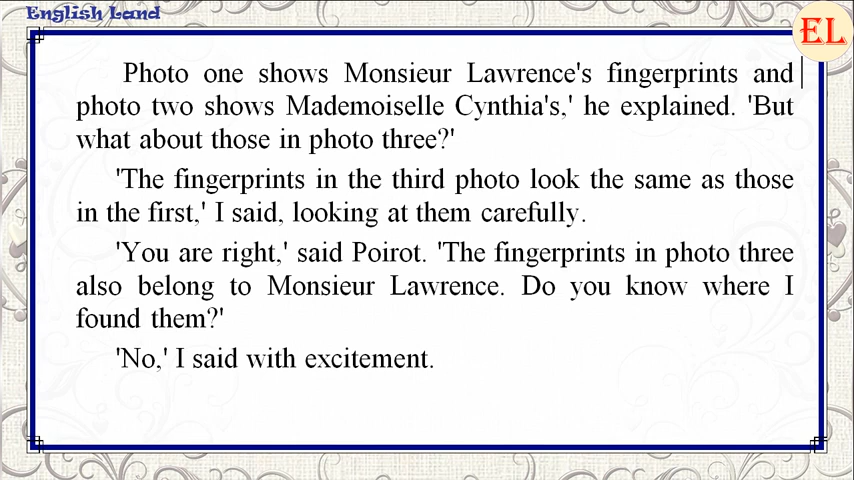 English Land
EL
Photo one shows Monsieur Lawrence's fingerprints and
photo two shows Mademoiselle Cynthia's,' he explained. 'But
what about those in photo three?'
'The fingerprints in the third photo look the same as those
in the first,' I said, looking at them carefully.
'You are right,' said Poirot. 'The fingerprints in photo three
also belong to Monsieur Lawrence. Do you know where I
found them?'
'No,' I said with excitement.